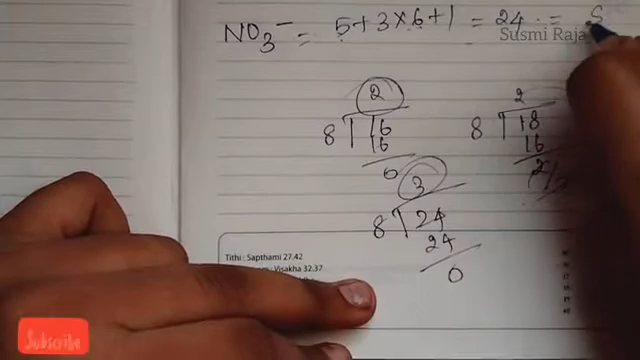 NO3⁻ = 5+3×6+1 = 24 = S
Susmi Raja
2
8 16
16
0
2
8 18
16
2
3
8 24
24
0
Tithi : Sapthami 27.42
Visakha 32.37
Subscribe